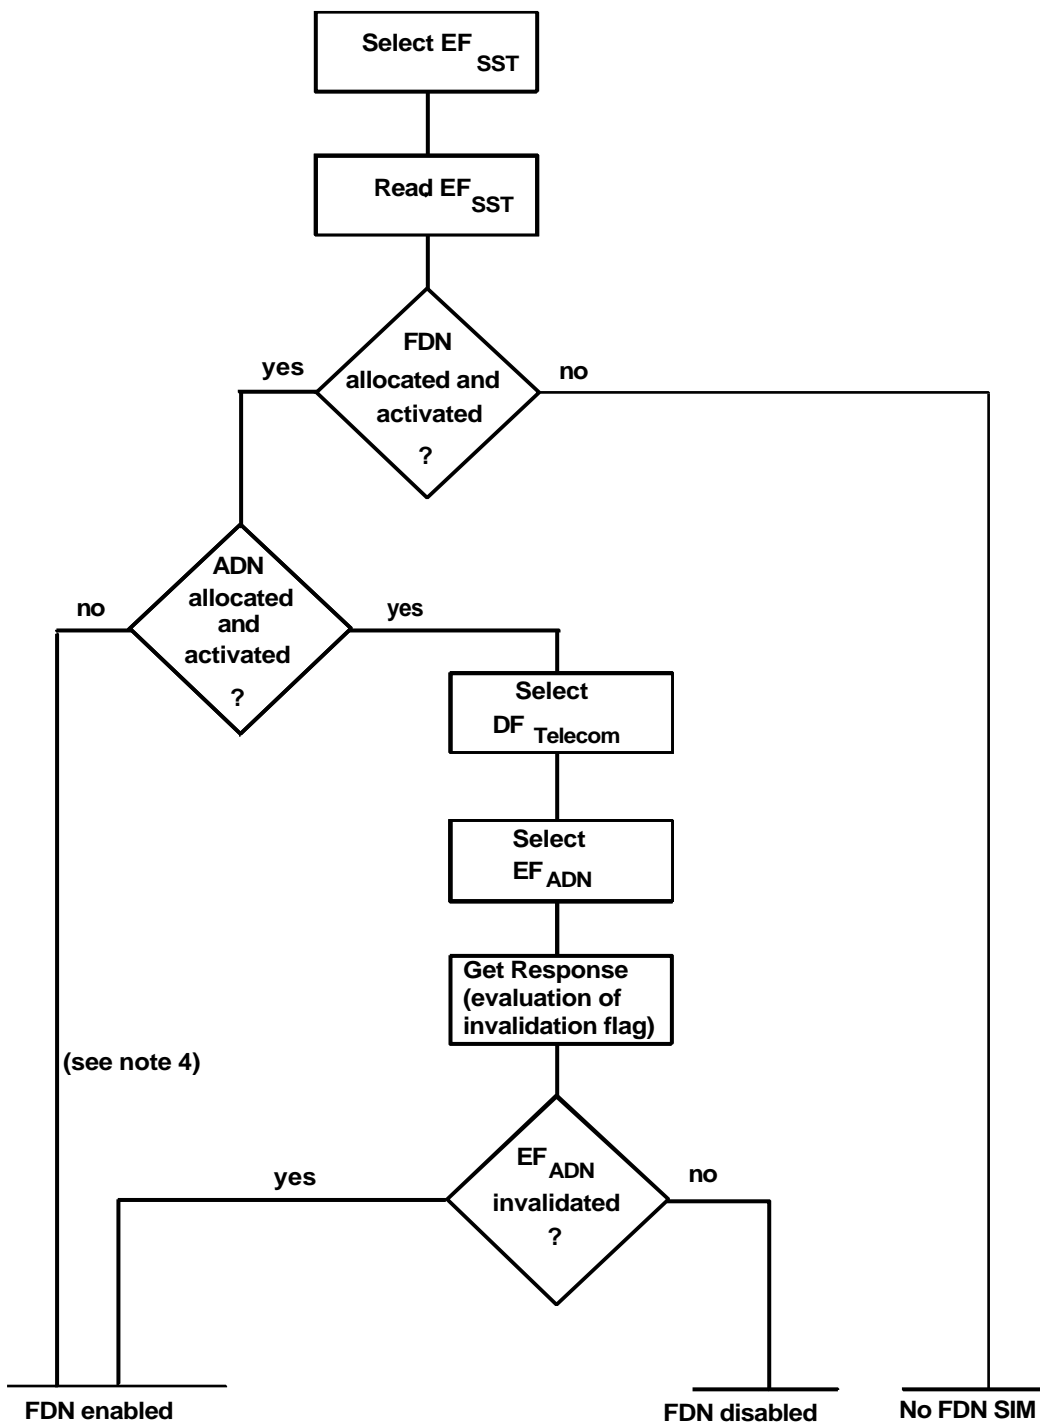 Select EF SST
Read EF SST
FDN
yes
no
allocated and
activated
?
ADN
no
allocated
yes
and
activated
?
Select
DF Telecom
Select
EF ADN
Get Response
(evaluation of
invalidation flag)
(see note 4)
EF ADN
yes
no
invalidated
?
FDN enabled
FDN disabled
No FDN SIM